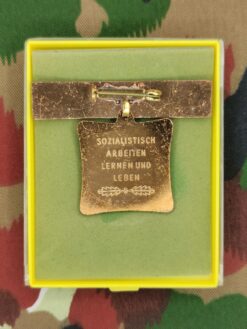 SOZIALISTISCH
ARBEITEN
LERNEN UND
LEBEN